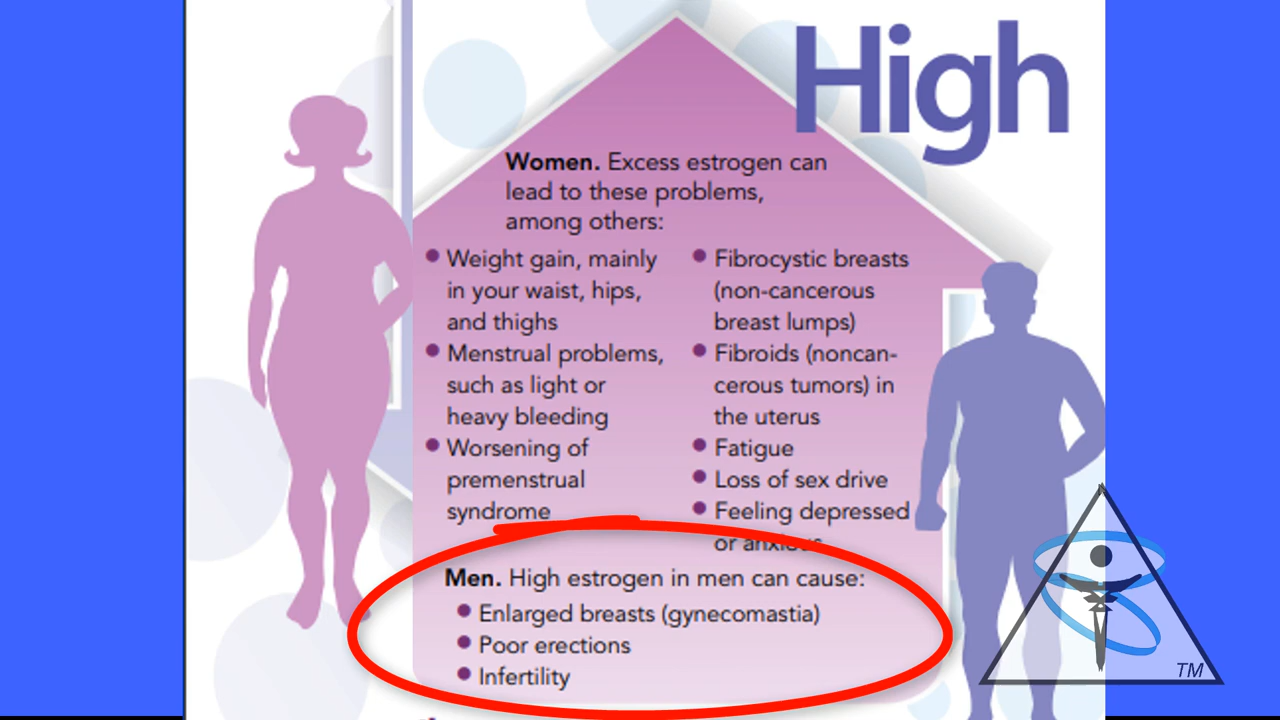 High
Women. Excess estrogen can
lead to these problems,
among others:
Weight gain, mainly
in your waist, hips,
and thighs
Menstrual problems,
such as light or
heavy bleeding
Worsening of
premenstrual
syndrome
Fibrocystic breasts
(non-cancerous
breast lumps)
Fibroids (noncan-
cerous tumors) in
the uterus
Fatigue
Loss of sex drive
Feeling depressed
or anxious
Men. High estrogen in men can cause:
Enlarged breasts (gynecomastia)
Poor erections
Infertility
TM